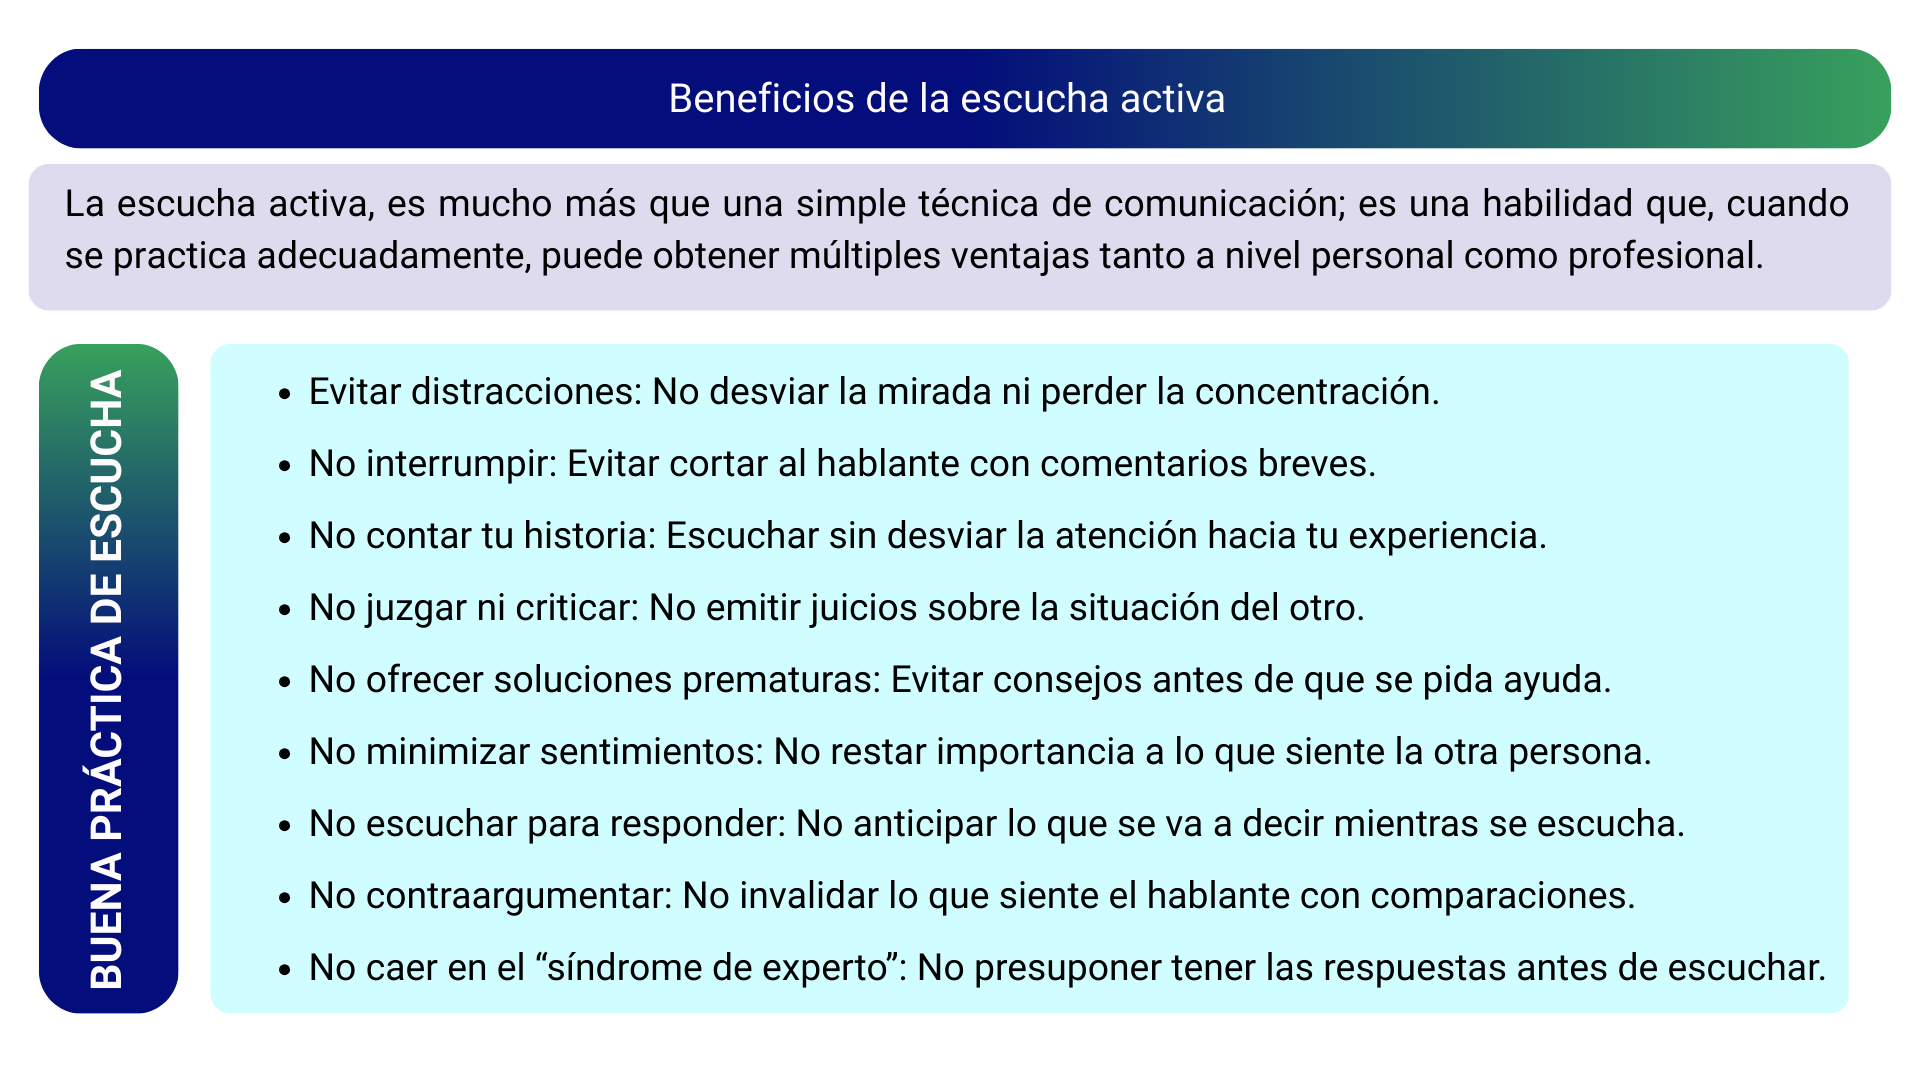 Beneficios de la escucha activa
La escucha activa, es mucho más que una simple técnica de comunicación; es una habilidad que, cuando
se practica adecuadamente, puede obtener múltiples ventajas tanto a nivel personal como profesional.
BUENA PRÁCTICA DE ESCUCHA
• Evitar distracciones: No desviar la mirada ni perder la concentración.
• No interrumpir: Evitar cortar al hablante con comentarios breves.
• No contar tu historia: Escuchar sin desviar la atención hacia tu experiencia.
• No juzgar ni criticar: No emitir juicios sobre la situación del otro.
• No ofrecer soluciones prematuras: Evitar consejos antes de que se pida ayuda.
• No minimizar sentimientos: No restar importancia a lo que siente la otra persona.
• No escuchar para responder: No anticipar lo que se va a decir mientras se escucha.
• No contraargumentar: No invalidar lo que siente el hablante con comparaciones.
• No caer en el “síndrome de experto”: No presuponer tener las respuestas antes de escuchar.